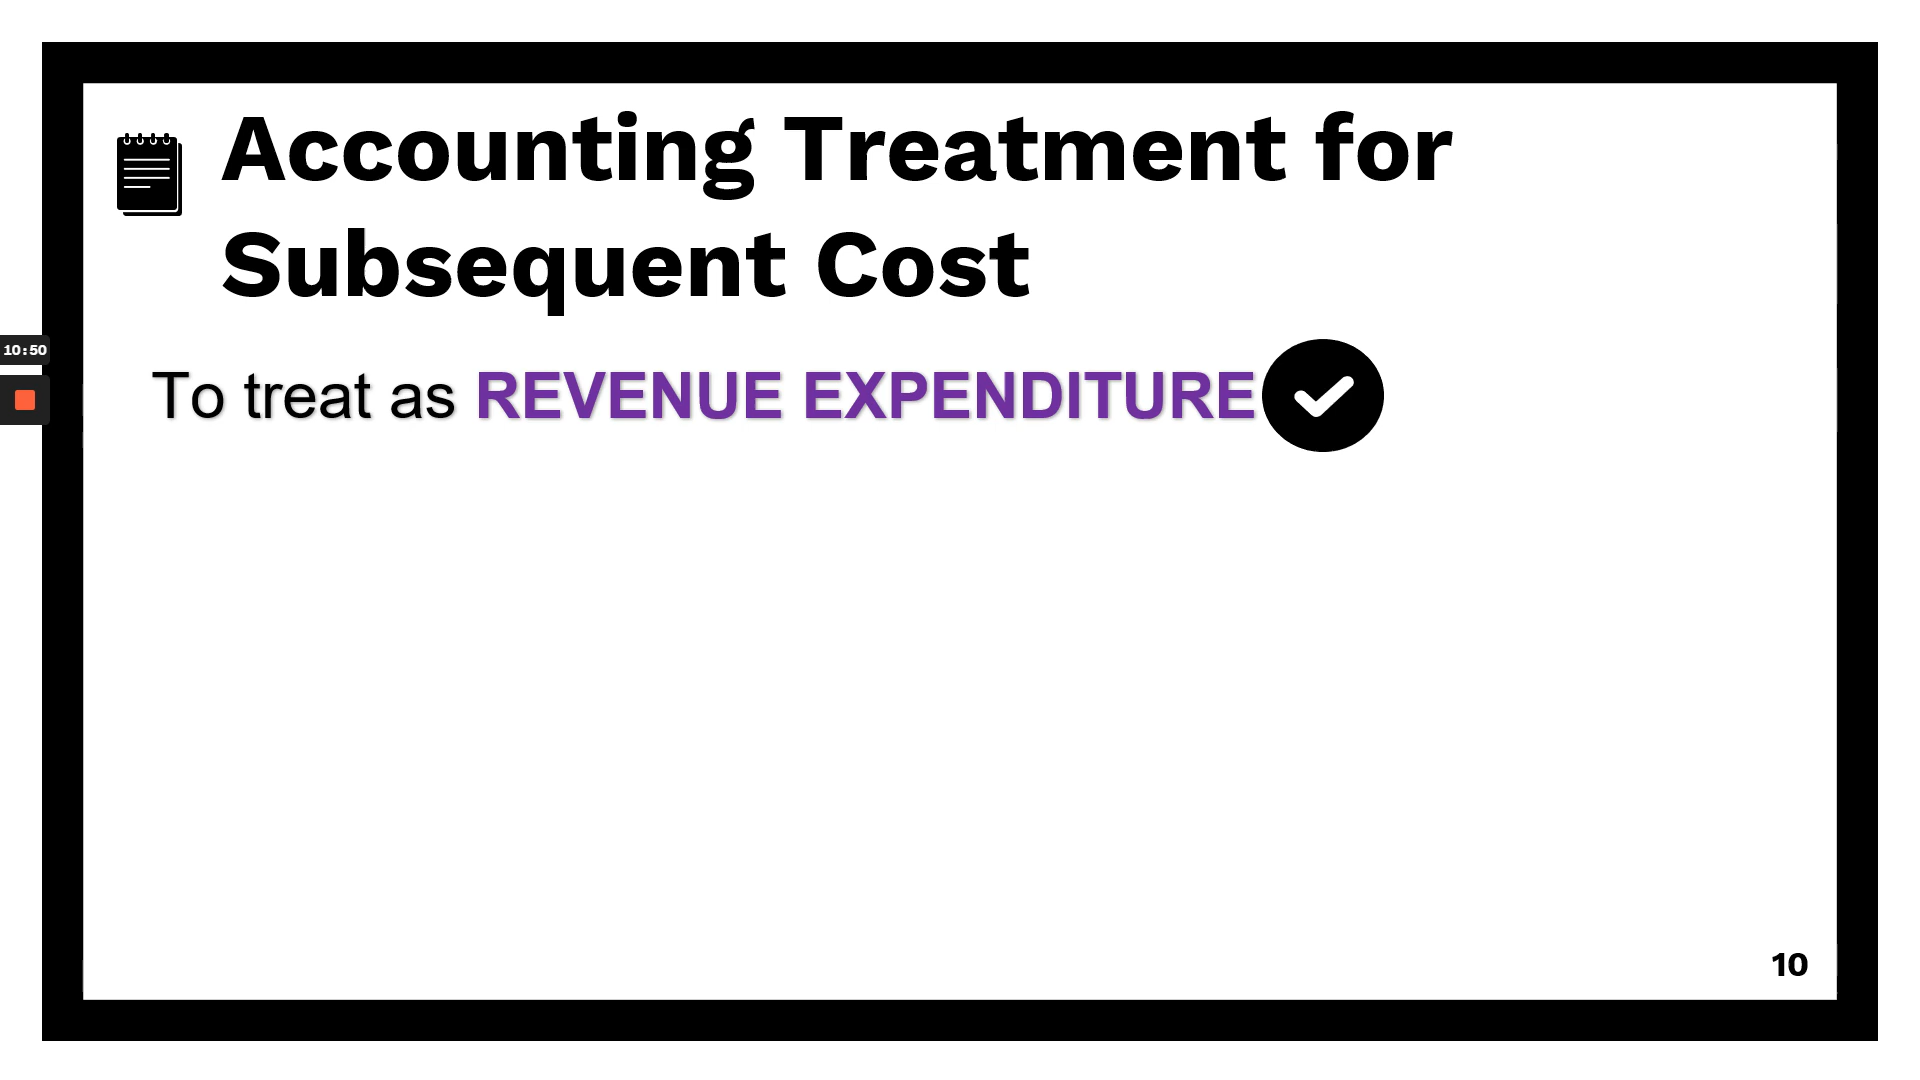 Accounting Treatment for
Subsequent Cost
10:50
To treat as REVENUE EXPENDITURE
10